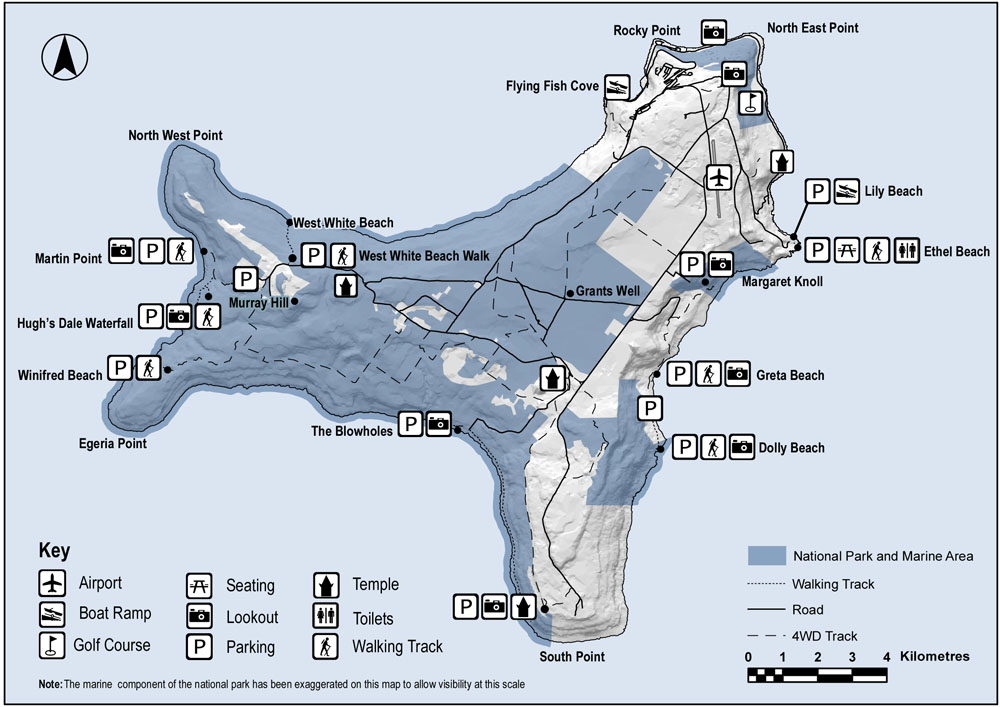 Rocky Point
North East Point
Flying Fish Cove
North West Point
P
Lily Beach
West White Beach
Martin Point
P
P
West White Beach Walk
P
Ethel Beach
P
P
Margaret Knoll
Murray Hill
Grants Well
Hugh's Dale Waterfall
P
Winifred Beach
P
P
Greta Beach
P
Egeria Point
The Blowholes
P
P
Dolly Beach
Key
Airport
Seating
Temple
Boat Ramp
Lookout
Toilets
Golf Course
P
Parking
Walking Track
P
South Point
National Park and Marine Area
Walking Track
Road
4WD Track
0 1 2 3 4 Kilometres
Note: The marine component of the national park has been exaggerated on this map to allow visibility at this scale